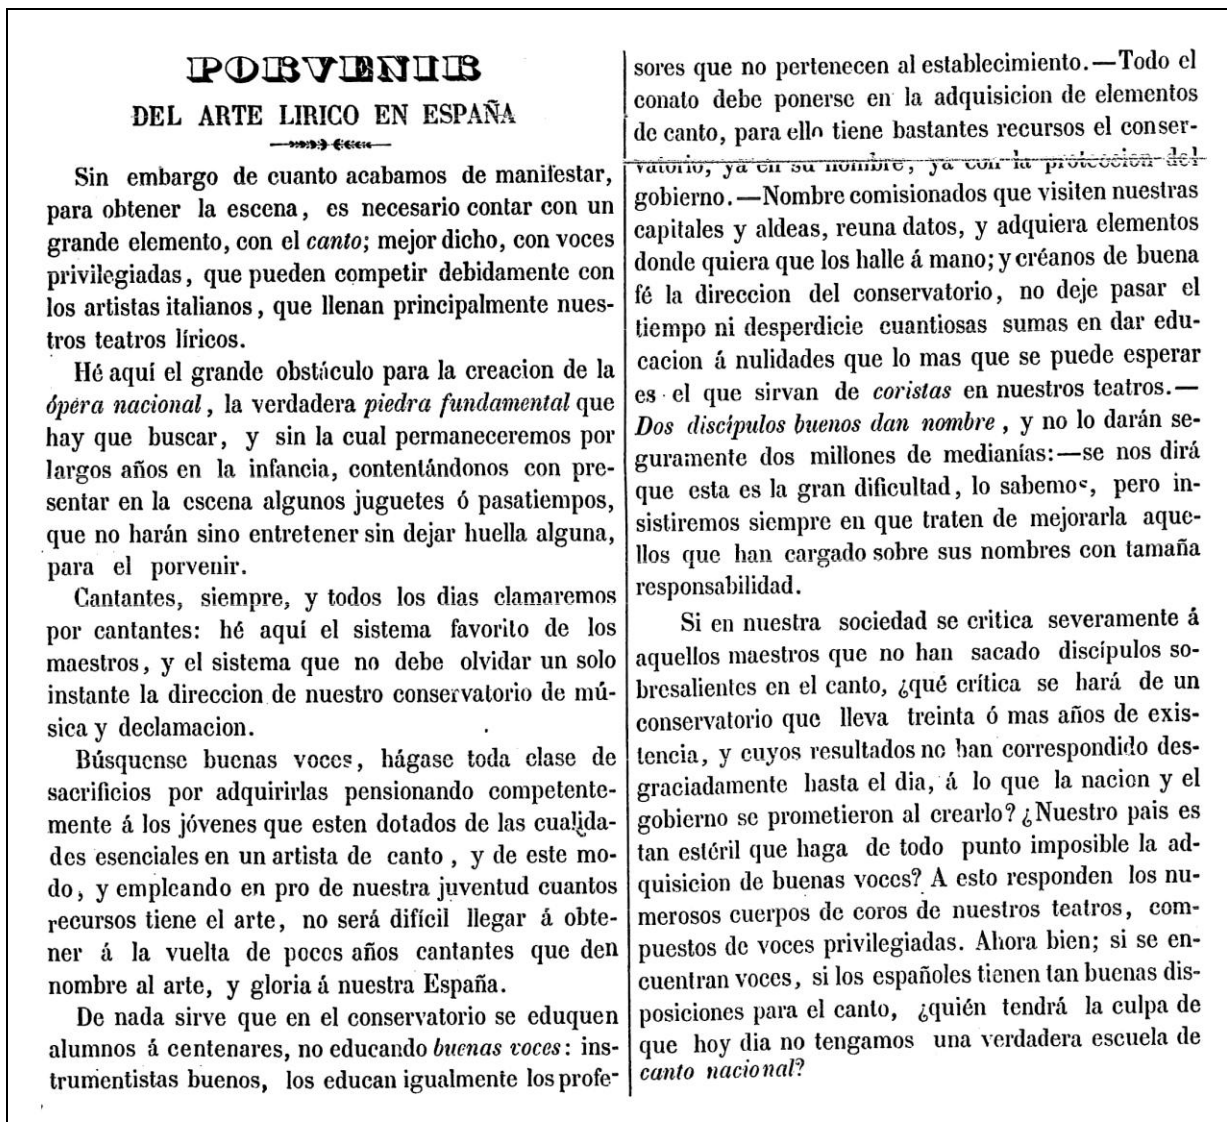 PORVENIR
DEL ARTE LIRICO EN ESPAÑA
Sin embargo de cuanto acabamos de manifestar,
para obtener la escena, es necesario contar con un
grande elemento, con el canto; mejor dicho, con voces
privilegiadas, que pueden competir debidamente con
los artistas italianos, que llenan principalmente nues-
tros teatros líricos.
Hé aquí el grande obstáculo para la creacion de la
ópera nacional, la verdadera piedra fundamental que
hay que buscar, y sin la cual permaneceremos por
largos años en la infancia, contentándonos con pre-
sentar en la escena algunos juguetes ó pasatiempos,
que no harán sino entretener sin dejar huella alguna,
para el porvenir.
Cantantes, siempre, y todos los dias clamaremos
por cantantes: hé aquí el sistema favorito de los
maestros, y el sistema que no debe olvidar un solo
instante la direccion de nuestro conservatorio de mú-
sica y declamacion.
Búsquense buenas voces, hágase toda clase de
sacrificios por adquirirlas pensionando competente-
mente á los jóvenes que esten dotados de las cualida-
des esenciales en un artista de canto, y de este mo-
do, y empleando en pro de nuestra juventud cuantos
recursos tiene el arte, no será difícil llegar á obte-
ner á la vuelta de pocos años cantantes que den
nombre al arte, y gloria á nuestra España.
De nada sirve que en el conservatorio se eduquen
alumnos á centenares, no educando buenas voces: ins-
trumentistas buenos, los educan igualmente los profe-
sores que no pertenecen al establecimiento.—Todo el
conato debe ponerse en la adquisicion de elementos
de canto, para ello tiene bastantes recursos el conser-
vatorio, ya en su nombre, ya con la proteccion del
gobierno.—Nombre comisionados que visiten nuestras
capitales y aldeas, reuna datos, y adquiera elementos
donde quiera que los halle á mano; y créanos de buena
fé la direccion del conservatorio, no deje pasar el
tiempo ni desperdicie cuantiosas sumas en dar edu-
cacion á nulidades que lo mas que se puede esperar
es el que sirvan de coristas en nuestros teatros.—
Dos discípulos buenos dan nombre, y no lo darán se-
guramente dos millones de medianías:—se nos dirá
que esta es la gran dificultad, lo sabemos, pero in-
sistiremos siempre en que traten de mejorarla aque-
llos que han cargado sobre sus nombres con tamaña
responsabilidad.
Si en nuestra sociedad se critica severamente á
aquellos maestros que no han sacado discípulos so-
bresalientes en el canto, ¿qué crítica se hará de un
conservatorio que lleva treinta ó mas años de exis-
tencia, y cuyos resultados no han correspondido des-
graciadamente hasta el dia, á lo que la nacion y el
gobierno se prometieron al crearlo? ¿Nuestro pais es
tan estéril que haga de todo punto imposible la ad-
quisicion de buenas voces? A esto responden los nu-
merosos cuerpos de coros de nuestros teatros, com-
puestos de voces privilegiadas. Ahora bien; si se en-
cuentran voces, si los españoles tienen tan buenas dis-
posiciones para el canto, ¿quién tendrá la culpa de
que hoy dia no tengamos una verdadera escuela de
canto nacional?